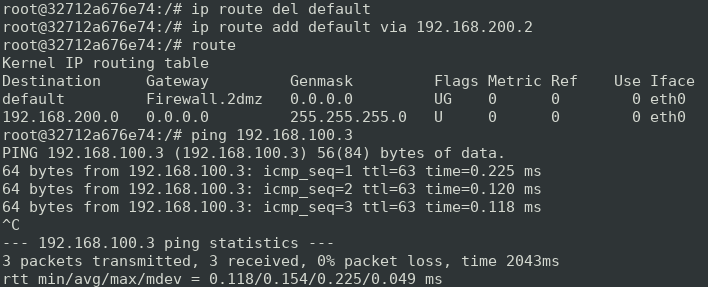 root@32712a676e74:/# ip route del default
root@32712a676e74:/# ip route add default via 192.168.200.2
root@32712a676e74:/# route
Kernel IP routing table
Destination     Gateway         Genmask         Flags Metric Ref    Use Iface
default         Firewall.2dmz   0.0.0.0         UG    0      0        0 eth0
192.168.200.0   0.0.0.0         255.255.255.0   U     0      0        0 eth0
root@32712a676e74:/# ping 192.168.100.3
PING 192.168.100.3 (192.168.100.3) 56(84) bytes of data.
64 bytes from 192.168.100.3: icmp_seq=1 ttl=63 time=0.225 ms
64 bytes from 192.168.100.3: icmp_seq=2 ttl=63 time=0.120 ms
64 bytes from 192.168.100.3: icmp_seq=3 ttl=63 time=0.118 ms
^C
--- 192.168.100.3 ping statistics ---
3 packets transmitted, 3 received, 0% packet loss, time 2043ms
rtt min/avg/max/mdev = 0.118/0.154/0.225/0.049 ms